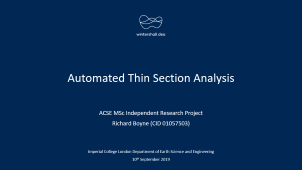 wintershall dea
Automated Thin Section Analysis
ACSE MSc Independent Research Project
Richard Boyne (CID 01057503)
Imperial College London Department of Earth Science and Engineering
10th September 2019